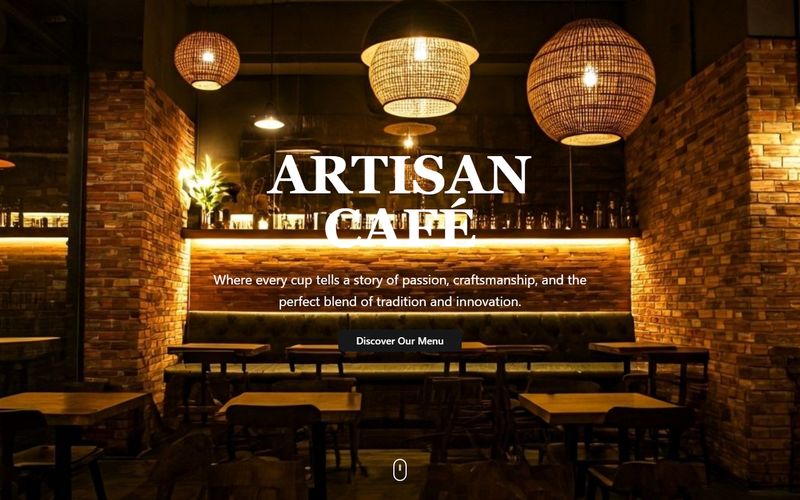 ARTISAN
CAFÉ
Where every cup tells a story of passion, craftsmanship, and the
perfect blend of tradition and innovation.
Discover Our Menu